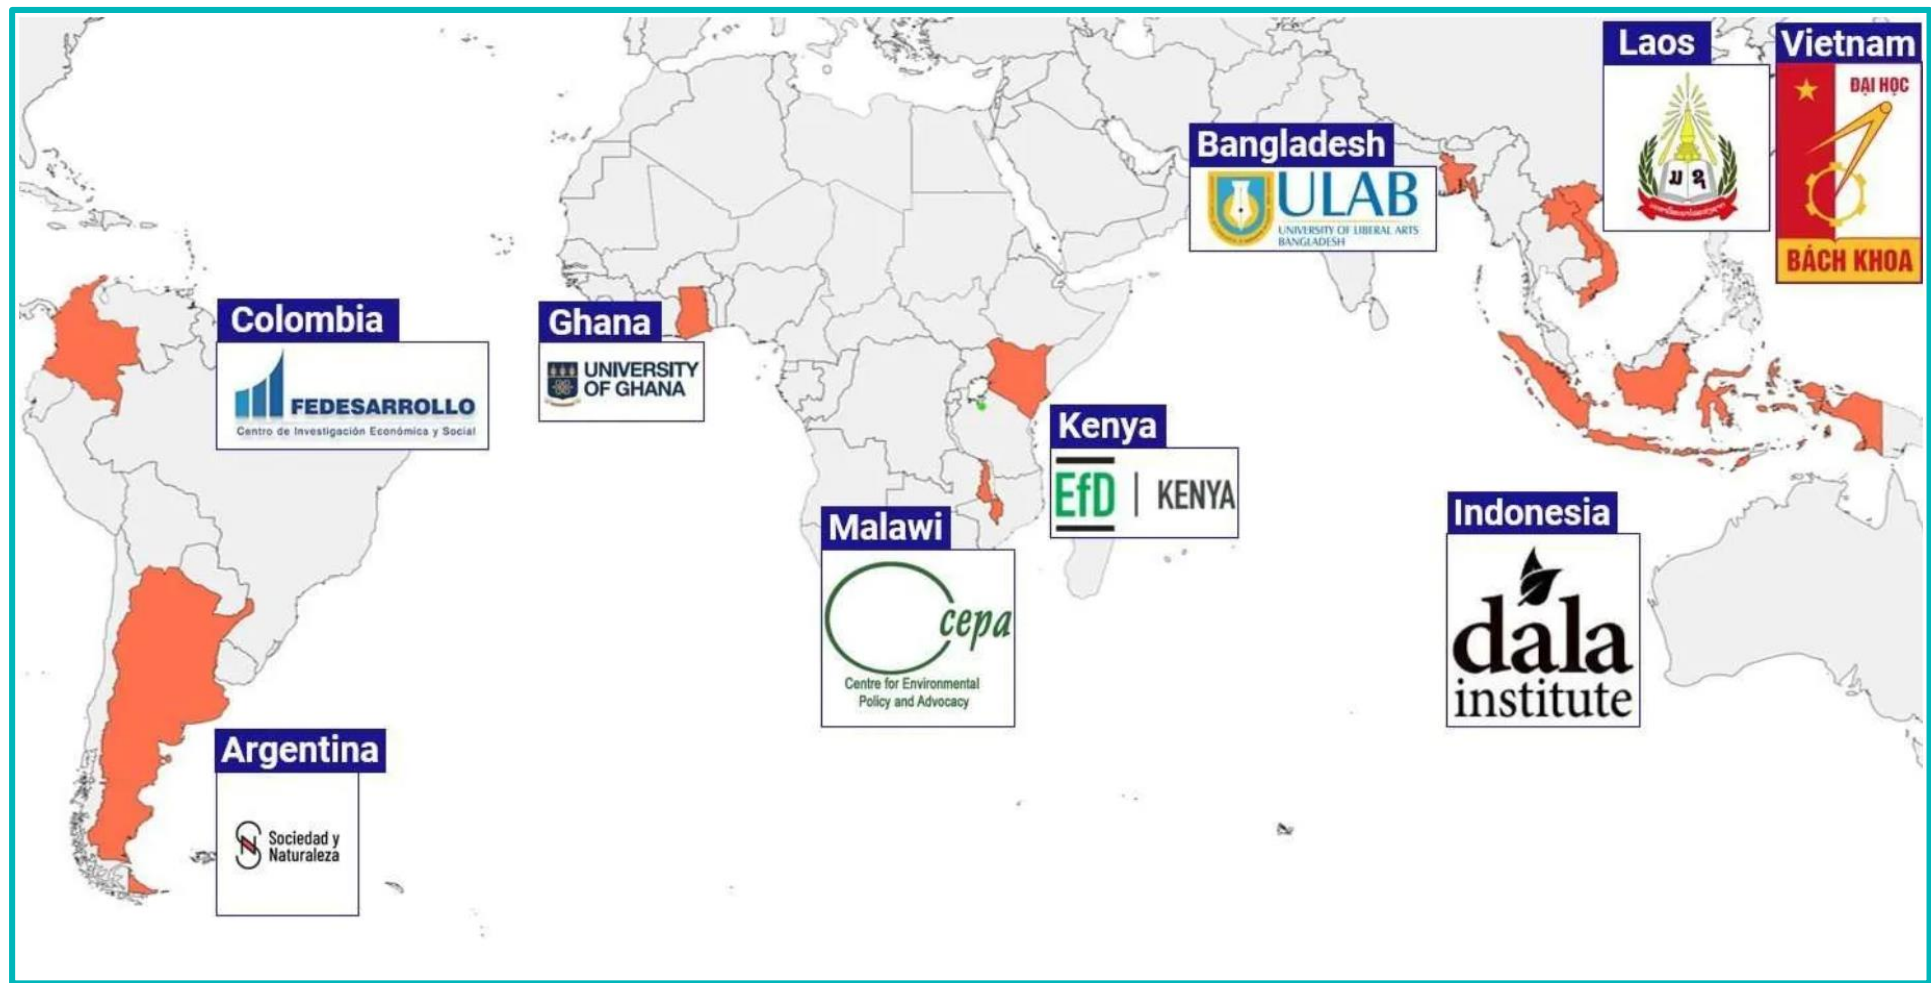 Laos
ມ ຊ
Vietnam
ĐẠI HỌC
BÁCH KHOA
Bangladesh
ULAB
UNIVERSITY OF LIBERAL ARTS
BANGLADESH
Colombia
FEDESARROLLO
Centro de Investigación Económica y Social
Ghana
UNIVERSITY
OF GHANA
Kenya
EfD | KENYA
Malawi
cepa
Centre for Environmental
Policy and Advocacy
Indonesia
dala
institute
Argentina
Sociedad y
Naturaleza